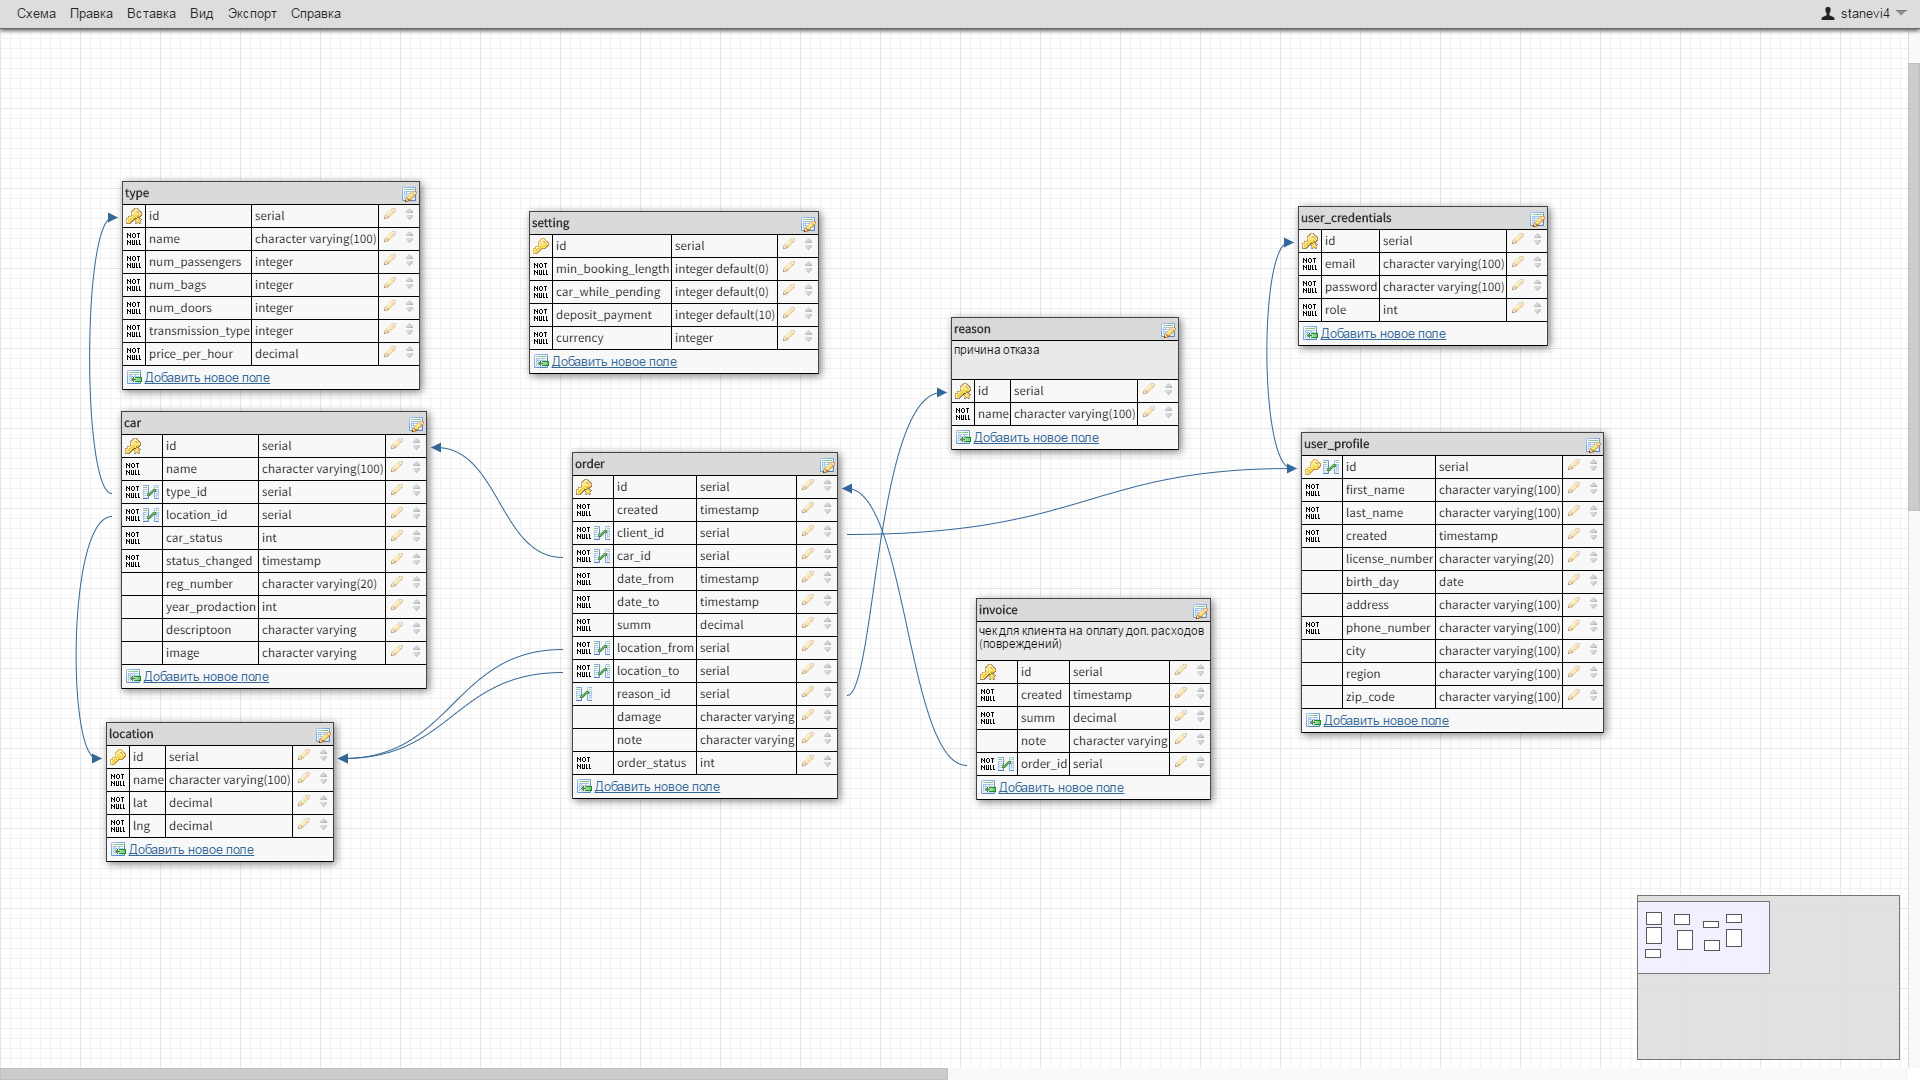 Схема Правка Вставка Вид Экспорт Справка stanevi4
type
id serial
NOT NULL name character varying(100)
NOT NULL num_passengers integer
NOT NULL num_bags integer
NOT NULL num_doors integer
NOT NULL transmission_type integer
NOT NULL price_per_hour decimal
Добавить новое поле
car
id serial
NOT NULL name character varying(100)
NOT NULL type_id serial
NOT NULL location_id serial
NOT NULL car_status int
NOT NULL status_changed timestamp
reg_number character varying(20)
year_prodaction int
descriptoon character varying
image character varying
Добавить новое поле
location
id serial
NOT NULL name character varying(100)
NOT NULL lat decimal
NOT NULL lng decimal
Добавить новое поле
setting
id serial
NOT NULL min_booking_length integer default(0)
NOT NULL car_while_pending integer default(0)
NOT NULL deposit_payment integer default(10)
NOT NULL currency integer
Добавить новое поле
order
id serial
NOT NULL created timestamp
NOT NULL client_id serial
NOT NULL car_id serial
NOT NULL date_from timestamp
NOT NULL date_to timestamp
NOT NULL summ decimal
NOT NULL location_from serial
NOT NULL location_to serial
reason_id serial
damage character varying
note character varying
NOT NULL order_status int
Добавить новое поле
reason
причина отказа
id serial
NOT NULL name character varying(100)
Добавить новое поле
invoice
чек для клиента на оплату доп. расходов
(повреждений)
id serial
NOT NULL created timestamp
NOT NULL summ decimal
note character varying
NOT NULL order_id serial
Добавить новое поле
user_credentials
id serial
NOT NULL email character varying(100)
NOT NULL password character varying(100)
NOT NULL role int
Добавить новое поле
user_profile
id serial
NOT NULL first_name character varying(100)
NOT NULL last_name character varying(100)
NOT NULL created timestamp
license_number character varying(20)
birth_day date
address character varying(100)
NOT NULL phone_number character varying(100)
city character varying(100)
region character varying(100)
zip_code character varying(100)
Добавить новое поле